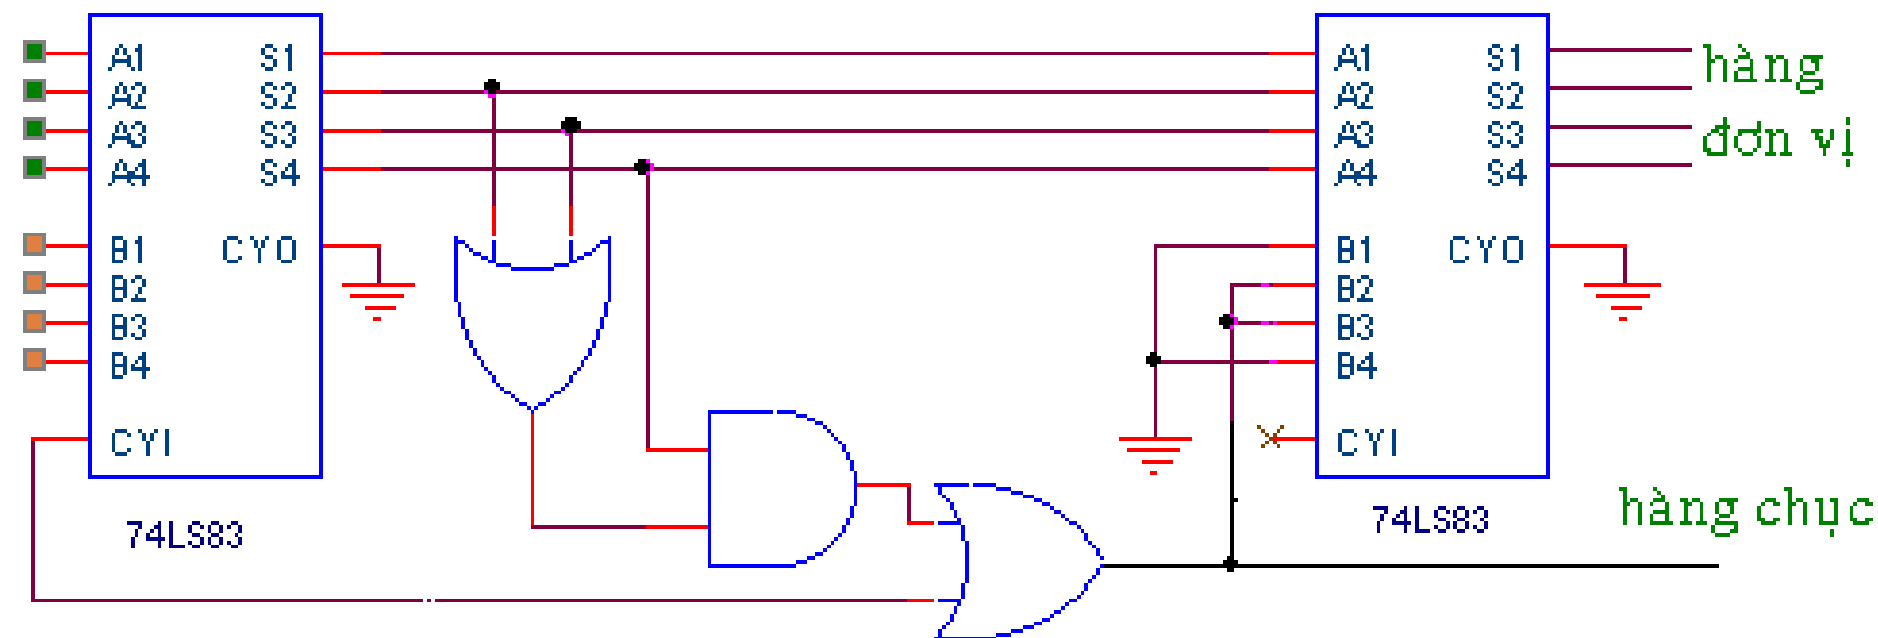 A1 S1
A2 S2
A3 S3
A4 S4
B1 CYO
B2
B3
B4
CYI
74LS83
A1 S1
A2 S2
A3 S3
A4 S4
B1 CYO
B2
B3
B4
CYI
74LS83
hàng
đơn vị
hàng chục